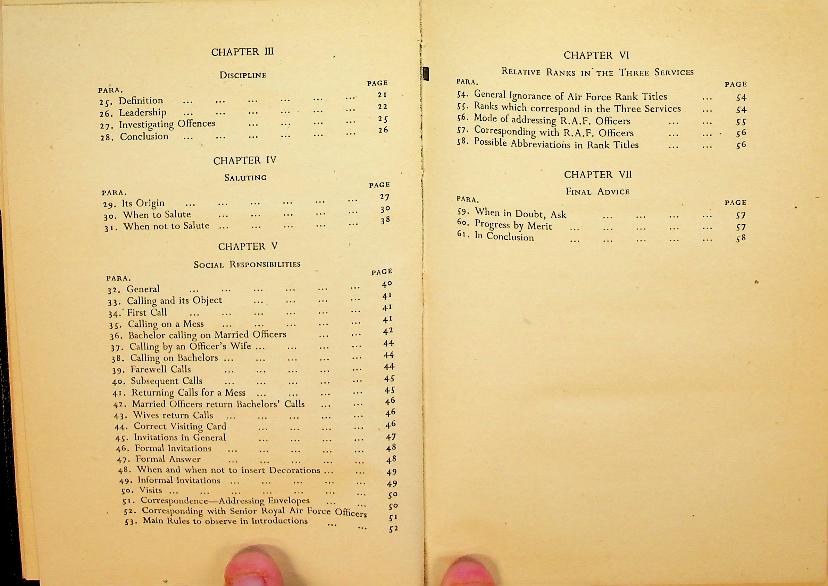 CHAPTER III
DISCIPLINE
PARA. PAGE
25. Definition ... ... ... ... ... ... 21
26. Leadership ... ... ... ... ... ... 22
27. Investigating Offences ... ... ... ... 25
28. Conclusion ... ... ... ... ... ... 26
CHAPTER IV
SALUTING
PARA. PAGE
29. Its Origin ... ... ... ... ... ... 27
30. When to Salute ... ... ... ... ... 30
31. When not to Salute ... ... ... ... ... 38
CHAPTER V
SOCIAL RESPONSIBILITIES
PARA. PAGE
32. General ... ... ... ... ... ... 40
33. Calling and its Object ... ... ... ... 41
34. First Call ... ... ... ... ... ... 41
35. Calling on a Mess ... ... ... ... ... 41
36. Bachelor calling on Married Officers ... ... 42
37. Calling by an Officer's Wife ... ... ... ... 44
38. Calling on Bachelors ... ... ... ... ... 44
39. Farewell Calls ... ... ... ... ... 44
40. Subsequent Calls ... ... ... ... ... 45
41. Returning Calls for a Mess ... ... ... ... 45
42. Married Officers return Bachelors' Calls ... ... 46
43. Wives return Calls ... ... ... ... ... 46
44. Correct Visiting Card ... ... ... ... 46
45. Invitations in General ... ... ... ... 47
46. Formal Invitations ... ... ... ... ... 48
47. Formal Answer ... ... ... ... ... 48
48. When and when not to insert Decorations ... ... 49
49. Informal Invitations ... ... ... ... ... 49
50. Visits ... ... ... ... ... ... ... 50
51. Correspondence—Addressing Envelopes ... ... 50
52. Corresponding with Senior Royal Air Force Officers 51
53. Main Rules to observe in Introductions ... ... 52
CHAPTER VI
RELATIVE RANKS IN THE THREE SERVICES
PARA. PAGE
54. General Ignorance of Air Force Rank Titles ... 54
55. Ranks which correspond in the Three Services ... 54
56. Mode of addressing R.A.F. Officers ... ... 55
57. Corresponding with R.A.F. Officers ... ... 56
58. Possible Abbreviations in Rank Titles ... ... 56
CHAPTER VII
FINAL ADVICE
PARA. PAGE
59. When in Doubt, Ask ... ... ... ... 57
60. Progress by Merit ... ... ... ... ... 57
61. In Conclusion ... ... ... ... ... 58